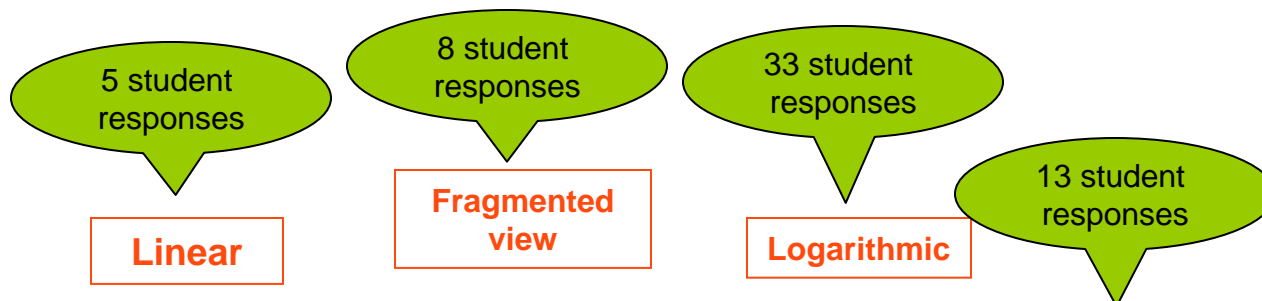 5 student
responses
8 student
responses
33 student
responses
13 student
responses
Linear
Fragmented
view
Logarithmic